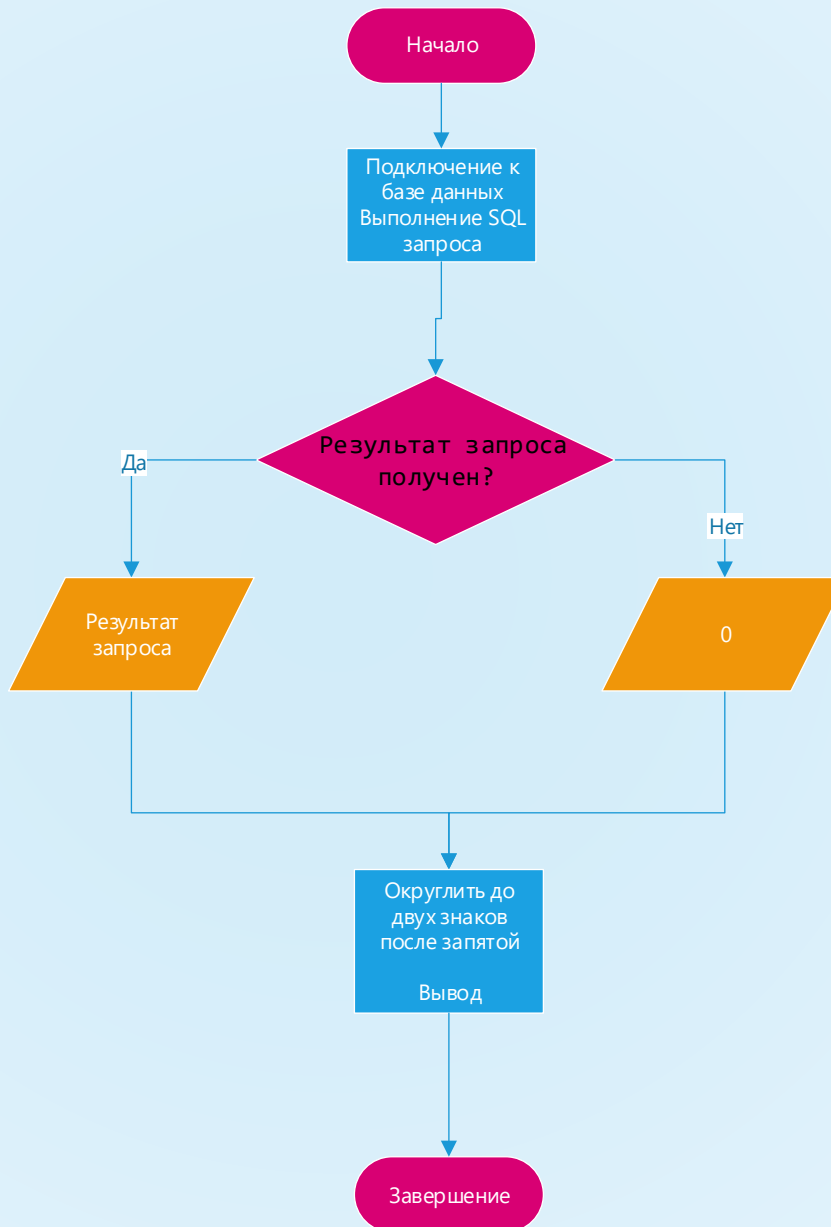 Начало
Подключение к
базе данных
Выполнение SQL
запроса
Результат запроса
получен?
Да
Нет
Результат
запроса
0
Округлить до
двух знаков
после запятой
Вывод
Завершение